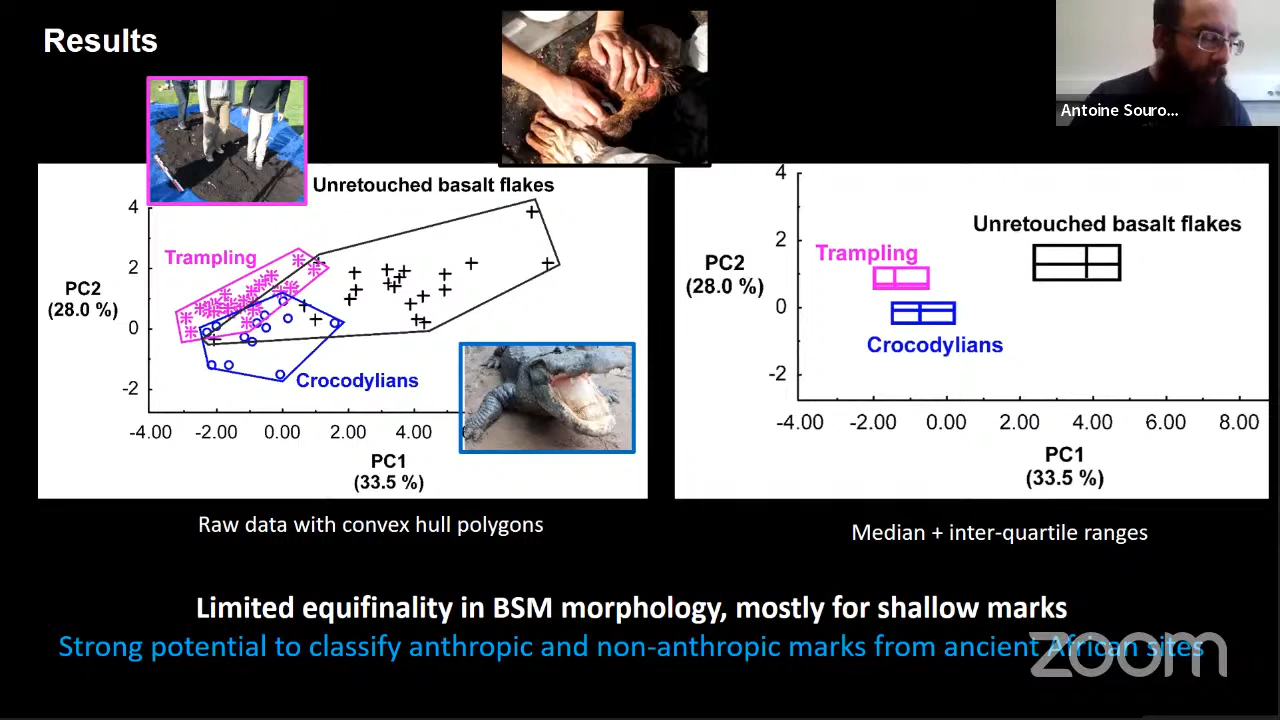 Results
Antoine Souro...
Unretouched basalt flakes
Trampling
Crocodylians
PC2
(28.0 %)
4
2
0
-2
-4.00 -2.00 0.00 2.00 4.00
PC1
(33.5 %)
Raw data with convex hull polygons
Unretouched basalt flakes
Trampling
Crocodylians
PC2
(28.0 %)
4
2
0
-2
-4.00 -2.00 0.00 2.00 4.00 6.00 8.00
PC1
(33.5 %)
Median + inter-quartile ranges
Limited equifinality in BSM morphology, mostly for shallow marks
Strong potential to classify anthropic and non-anthropic marks from ancient African sites
zoom